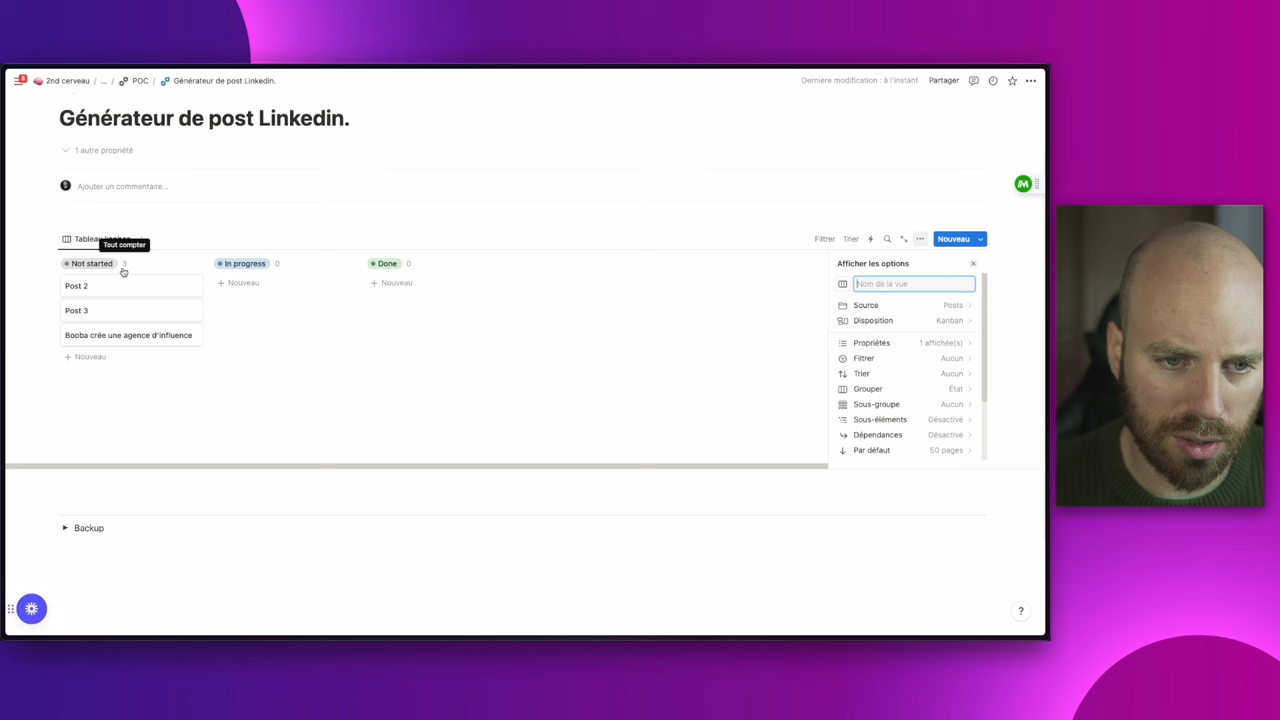 3
2nd cerveau / ... / POC / Générateur de post Linkedin.
Dernière modification : à l'instant
Partager
Générateur de post Linkedin.
1 autre propriété
Ajouter un commentaire...
Tableau
Tout compter
Filtrer
Trier
Nouveau
Not started 3
In progress 0
Done 0
Post 2
Post 3
Booba crée une agence d'influence
+ Nouveau
+ Nouveau
+ Nouveau
Afficher les options
Nom de la vue
Source Posts
Disposition Kanban
Propriétés 1 affichée(s)
Filtrer Aucun
Trier Aucun
Grouper État
Sous-groupe Aucun
Sous-éléments Désactivé
Dépendances Désactivé
Par défaut 50 pages
Backup
?